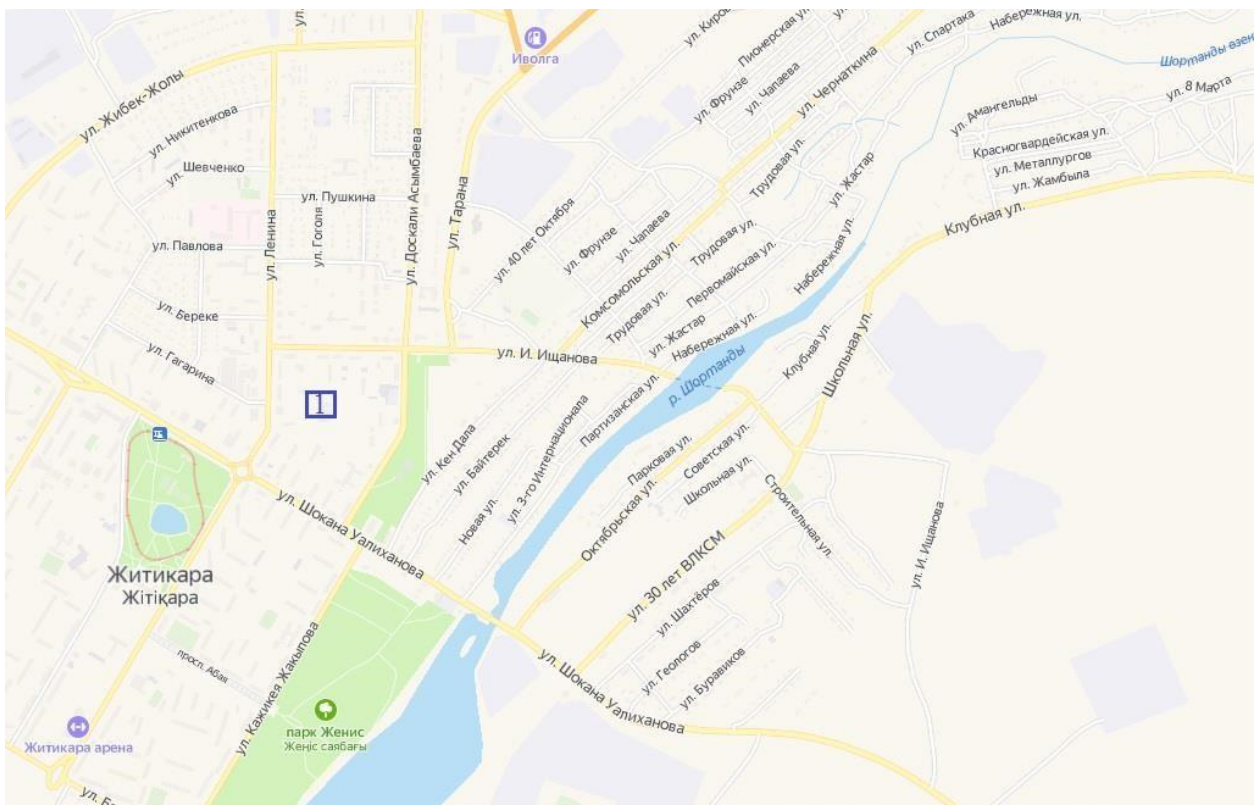 ул.
Иволга
ул. Киров
Пионерская ул.
ул. Спартака
Набережная ул.
Шортанды өзен
ул. Чернаткина
ул. Фрунзе
ул. Чапаева
ул. 8 Марта
ул. Амангельды
Красногвардейская ул.
ул. Металлургов
ул. Жамбыла
ул. Жибек-Жолы
ул. Никитенкова
ул. Шевченко
ул. Пушкина
ул. Гоголя
ул. Доскали Асымбаева
ул. Тарана
ул. Павлова
ул. Ленина
ул. Береке
ул. Гагарина
ул. 40 лет Октября
ул. Фрунзе
ул. Чапаева
Комсомольская ул.
Трудовая ул.
ул. Жастар
Трудовая ул.
Первомайская ул.
Набережная ул.
Клубная ул.
Трудовая ул.
ул. Жастар
Набережная ул.
ул. И. Ищанова
р. Шортанды
Клубная ул.
Школьная ул.
1
Партизанская ул.
ул. Кен Дала
ул. Байтерек
Новая ул.
ул. 3-го Интернационала
Парковая ул.
Советская ул.
Школьная ул.
Октябрьская ул.
Строительная ул.
ул. И. Ищанова
ул. Шокана Уалиханова
ул. 30 лет ВЛКСМ
Житикара
Жітіқара
ул. Шахтёров
ул. Геологов
ул. Буравиков
ул. Шокана Уалиханова
просп. Абая
ул. Кажикея Жакыпова
парк Женис
Жеңіс саябағы
Житикара арена